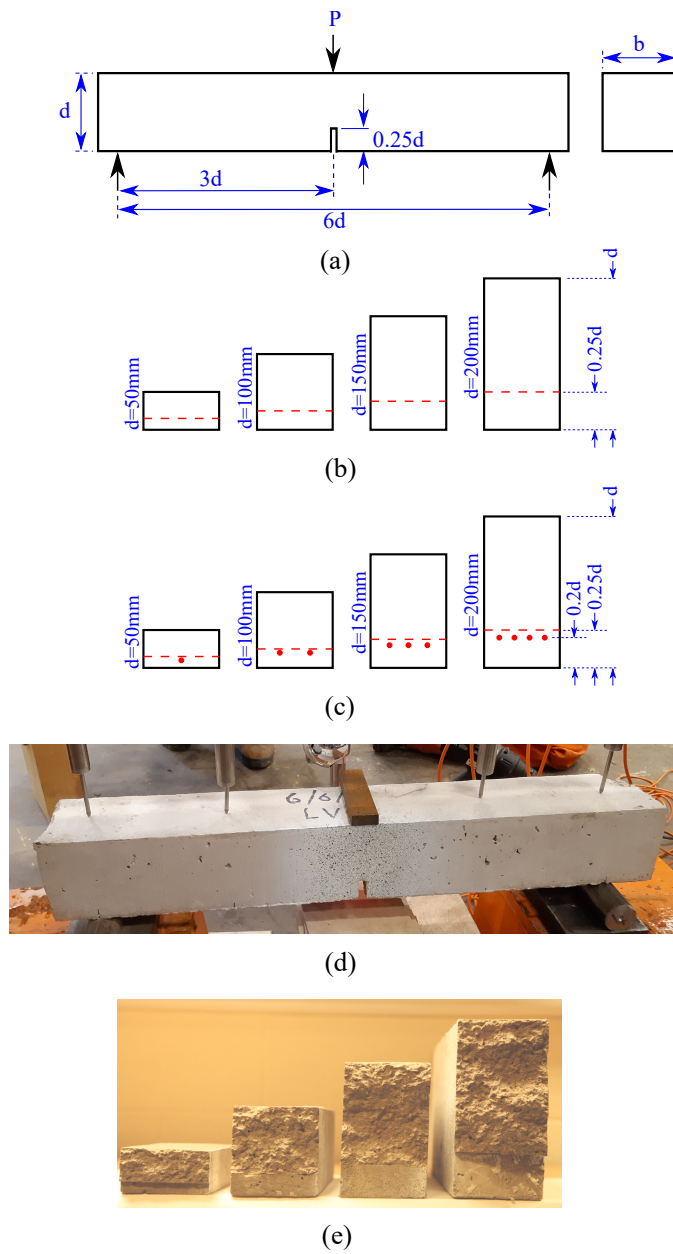 P
b
d
0.25d
3d
6d
(a)
d=50mm
d=100mm
d=150mm
d=200mm
0.25d
d
(b)
d=50mm
d=100mm
d=150mm
d=200mm
0.2d
0.25d
d
(c)
6/6/
LV
(d)
(e)